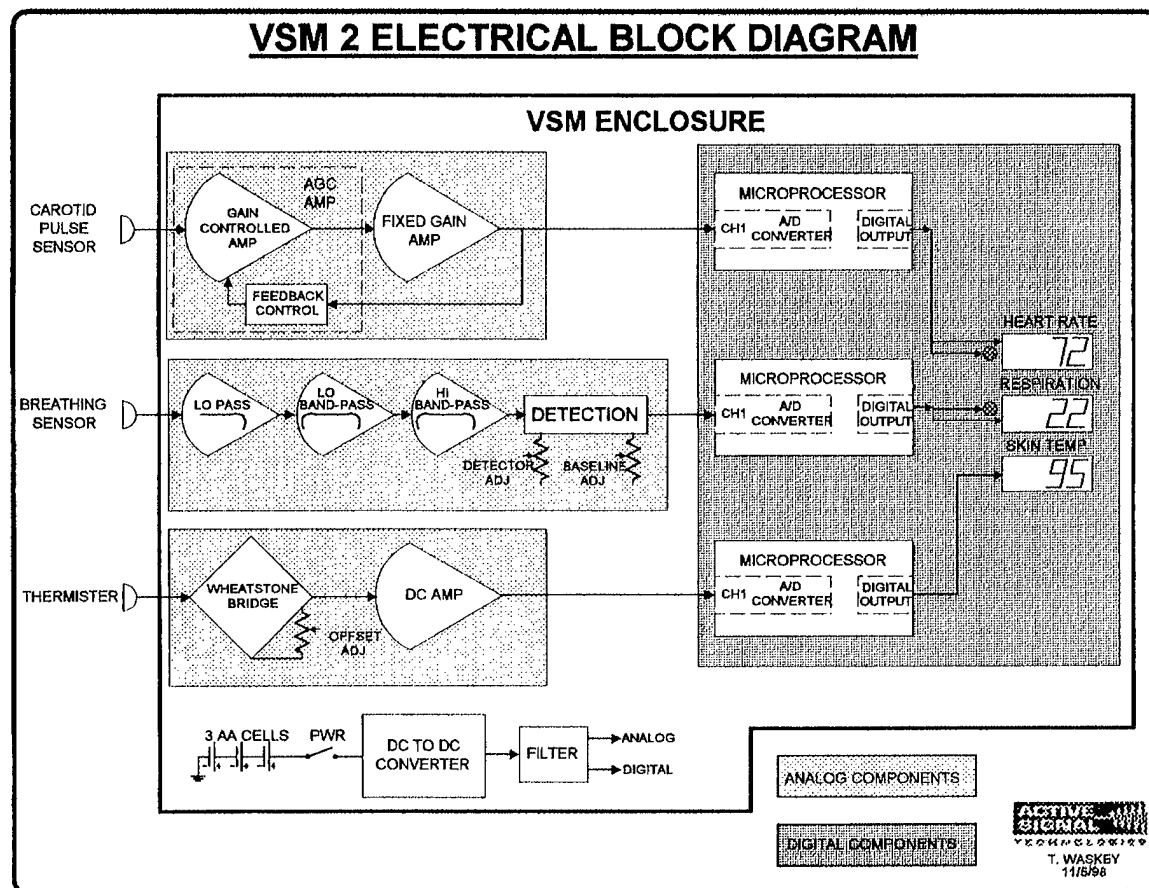 VSM 2 ELECTRICAL BLOCK DIAGRAM
VSM ENCLOSURE
CAROTID
PULSE
SENSOR
GAIN
CONTROLLED
AMP
AGC
AMP
FIXED GAIN
AMP
FEEDBACK
CONTROL
MICROPROCESSOR
CH1
A/D
CONVERTER
DIGITAL
OUTPUT
HEART RATE
72
BREATHING
SENSOR
LO PASS
LO
BAND-PASS
HI
BAND-PASS
DETECTION
DETECTOR
ADJ
BASELINE
ADJ
MICROPROCESSOR
CH1
A/D
CONVERTER
DIGITAL
OUTPUT
RESPIRATION
22
SKIN TEMP
95
THERMISTER
WHEATSTONE
BRIDGE
OFFSET
ADJ
DC AMP
MICROPROCESSOR
CH1
A/D
CONVERTER
DIGITAL
OUTPUT
3 AA CELLS
PWR
DC TO DC
CONVERTER
FILTER
ANALOG
DIGITAL
ANALOG COMPONENTS
DIGITAL COMPONENTS
ACTIVE
SIGNAL
TECHNOLOGIES
T. WASKEY
11/5/98